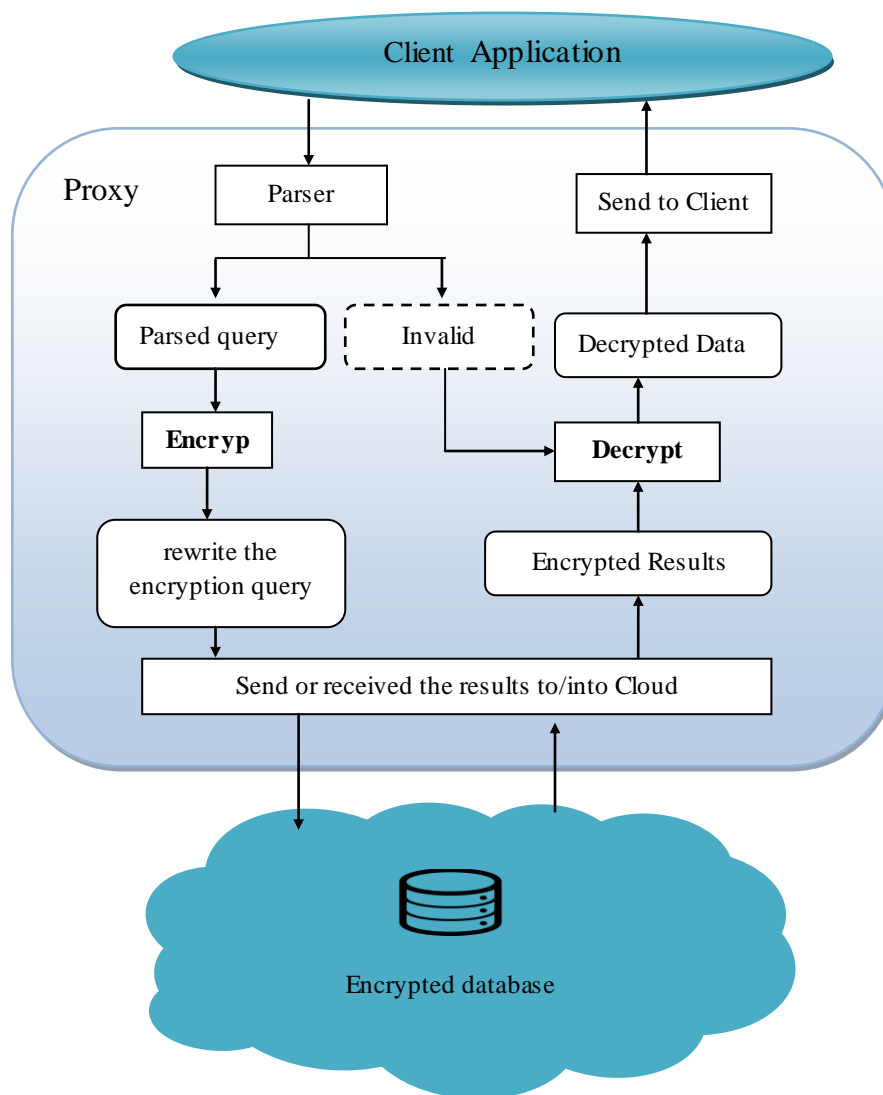 Client Application
Proxy
Parser
Send to Client
Parsed query
Invalid
Decrypted Data
Encryp
Decrypt
rewrite the
encryption query
Encrypted Results
Send or received the results to/into Cloud
Encrypted database